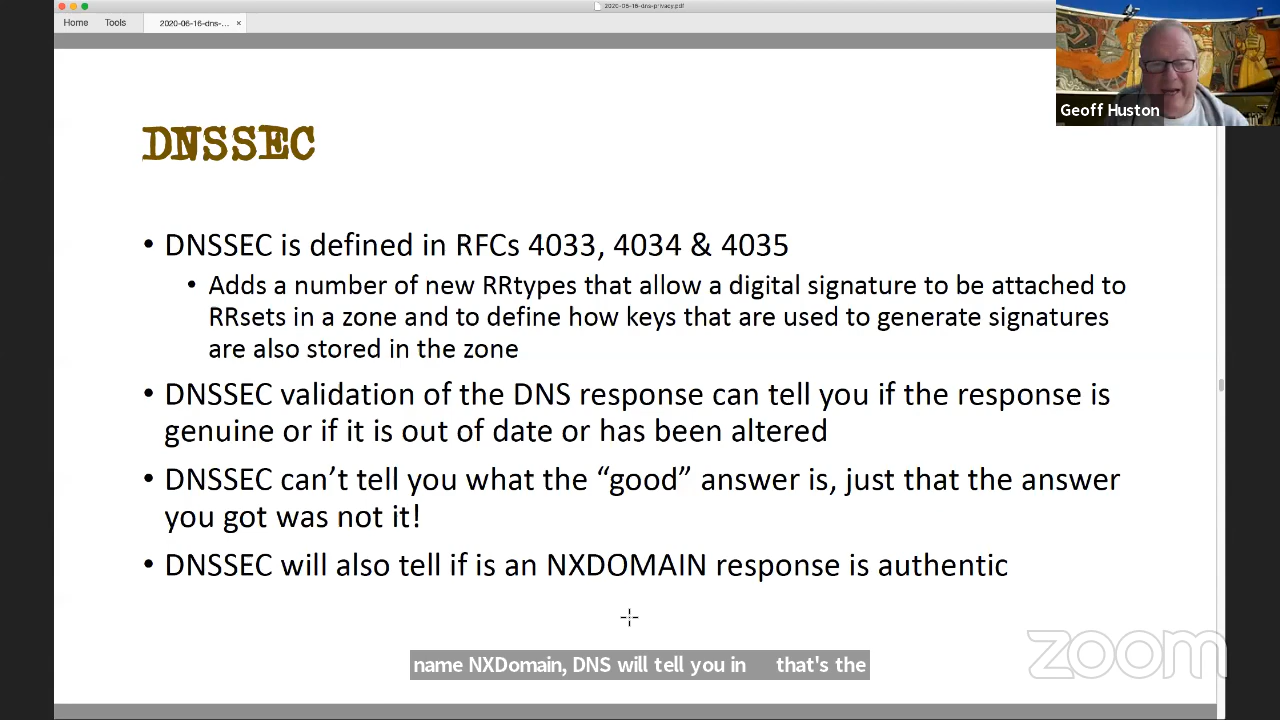 2020-06-16-dns-privacy.pdf
Home Tools 2020-06-16-dns-... ×
Geoff Huston
DNSSEC
• DNSSEC is defined in RFCs 4033, 4034 & 4035
• Adds a number of new RRtypes that allow a digital signature to be attached to
RRsets in a zone and to define how keys that are used to generate signatures
are also stored in the zone
• DNSSEC validation of the DNS response can tell you if the response is
genuine or if it is out of date or has been altered
• DNSSEC can’t tell you what the “good” answer is, just that the answer
you got was not it!
• DNSSEC will also tell if is an NXDOMAIN response is authentic
zoom
name NXDomain, DNS will tell you in that's the